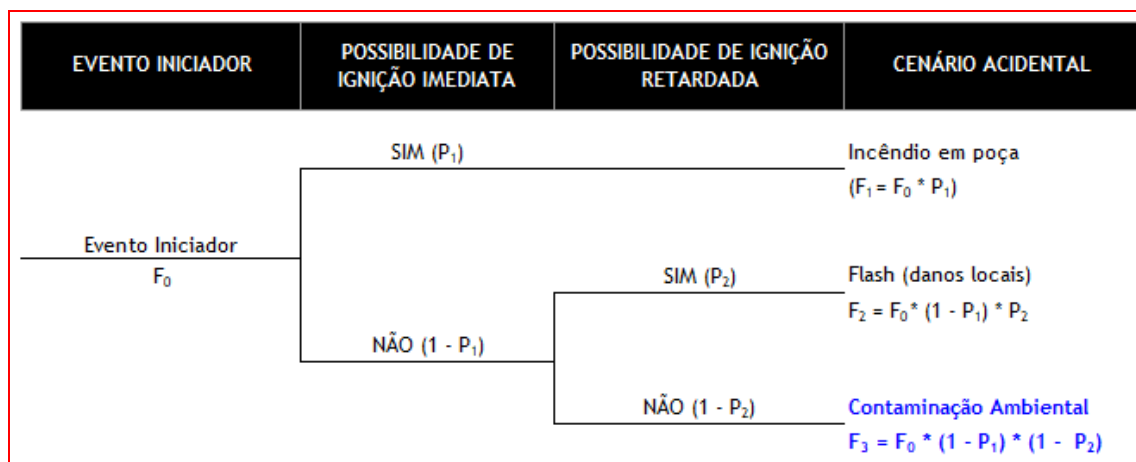 EVENTO INICIADOR
POSSIBILIDADE DE
IGNIÇÃO IMEDIATA
POSSIBILIDADE DE IGNIÇÃO
RETARDADA
CENÁRIO ACIDENTAL
SIM (P₁)
Incêndio em poça
(F₁ = F₀ * P₁)
Evento Iniciador
F₀
SIM (P₂)
Flash (danos locais)
F₂ = F₀* (1 - P₁) * P₂
NÃO (1 - P₁)
NÃO (1 - P₂)
Contaminação Ambiental
F₃ = F₀ * (1 - P₁) * (1 - P₂)